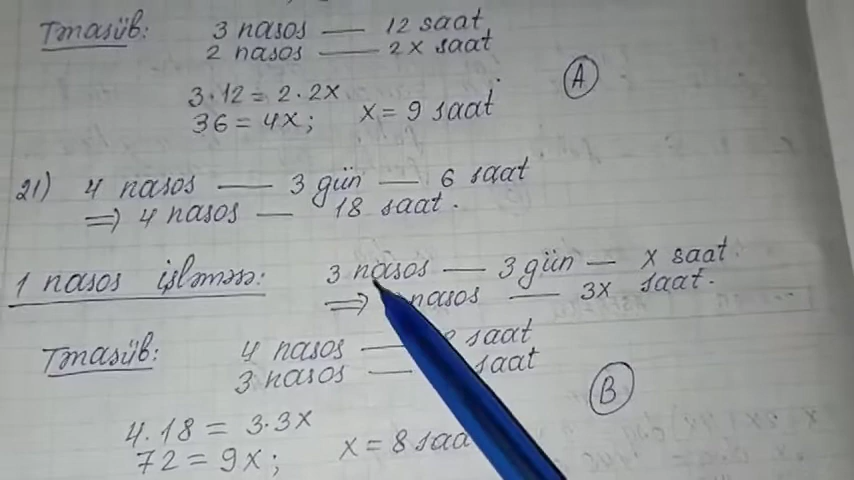 Tənasüb: 3 nasos — 12 saat
2 nasos — 2x saat
3·12 = 2·2x
36 = 4x; x = 9 saat
A
21) 4 nasos — 3 gün — 6 saat
⇒ 4 nasos — 18 saat.
1 nasos işləməsə: 3 nasos — 3 gün — x saat.
⇒ nasos — 3x saat.
Tənasüb: 4 nasos — saat
3 nasos — saat
B
4·18 = 3·3x
72 = 9x; x = 8 saa